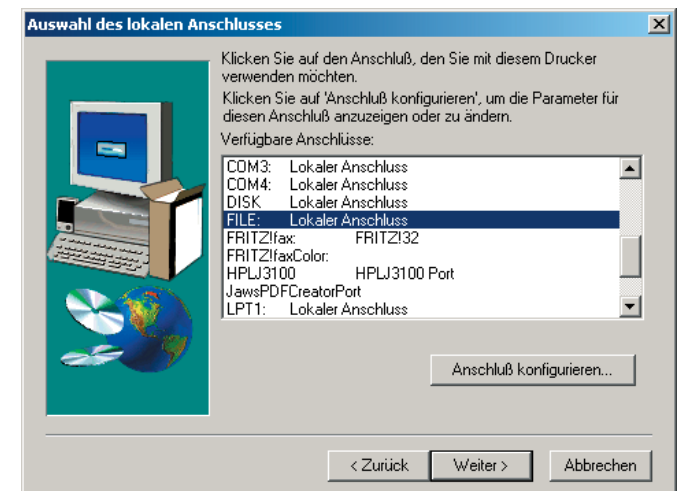 Auswahl des lokalen Anschlusses
Klicken Sie auf den Anschluß, den Sie mit diesem Drucker
verwenden möchten.
Klicken Sie auf 'Anschluß konfigurieren', um die Parameter für
diesen Anschluß anzuzeigen oder zu ändern.
Verfügbare Anschlüsse:
COM3: Lokaler Anschluss
COM4: Lokaler Anschluss
DISK Lokaler Anschluss
FILE: Lokaler Anschluss
FRITZ!fax: FRITZ!32
FRITZ!faxColor:
HPLJ3100 HPLJ3100 Port
JawsPDFCreatorPort
LPT1: Lokaler Anschluss
Anschluß konfigurieren...
< Zurück Weiter > Abbrechen